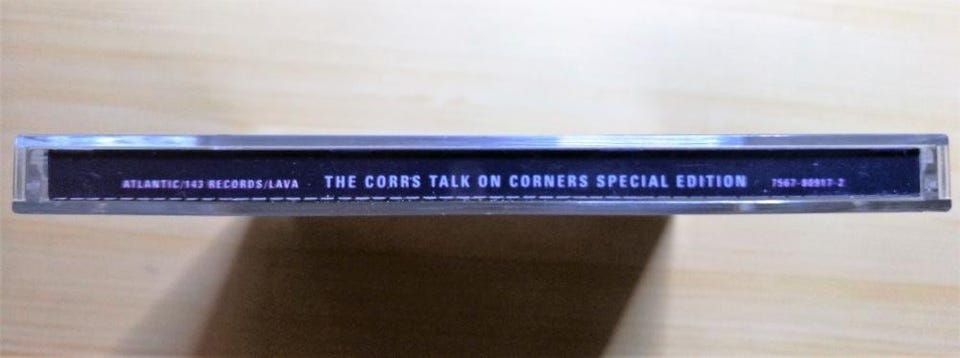 ATLANTIC/143 RECORDS/LAVA THE CORRS TALK ON CORNERS SPECIAL EDITION 7567-80917-2